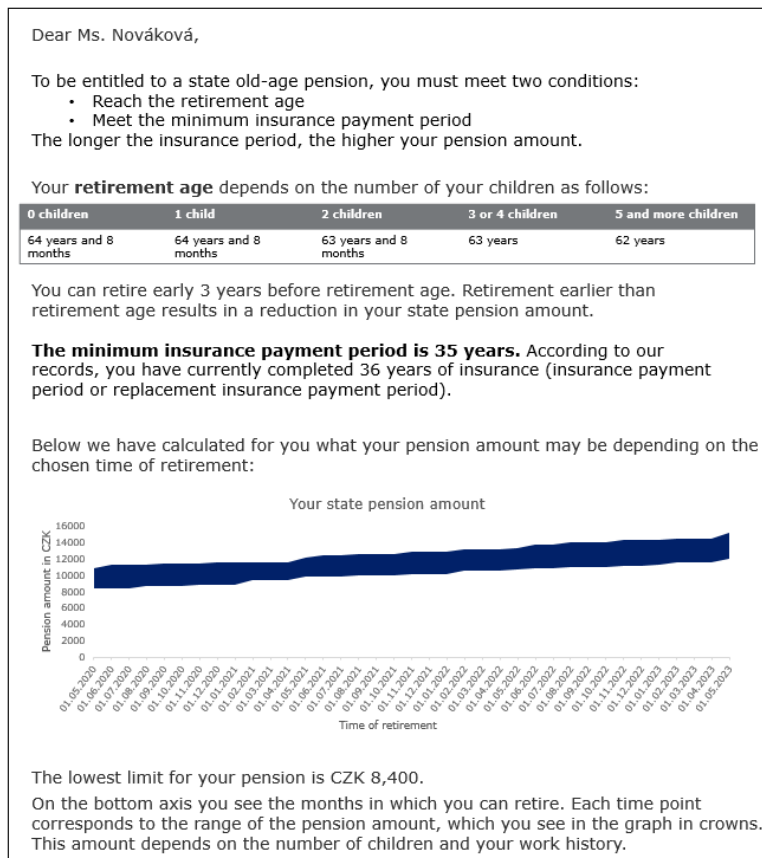 Dear Ms. Nováková,
To be entitled to a state old-age pension, you must meet two conditions:
• Reach the retirement age
• Meet the minimum insurance payment period
The longer the insurance period, the higher your pension amount.
Your retirement age depends on the number of your children as follows:
0 children 1 child 2 children 3 or 4 children 5 and more children
64 years and 8 64 years and 8 63 years and 8 63 years 62 years
months months months
You can retire early 3 years before retirement age. Retirement earlier than
retirement age results in a reduction in your state pension amount.
The minimum insurance payment period is 35 years. According to our
records, you have currently completed 36 years of insurance (insurance payment
period or replacement insurance payment period).
Below we have calculated for you what your pension amount may be depending on the
chosen time of retirement:
Your state pension amount
Pension amount in CZK
16000
14000
12000
10000
8000
6000
4000
2000
0
01.05.2020
01.06.2020
01.07.2020
01.08.2020
01.09.2020
01.10.2020
01.11.2020
01.12.2020
01.01.2021
01.02.2021
01.03.2021
01.04.2021
01.05.2021
01.06.2021
01.07.2021
01.08.2021
01.09.2021
01.10.2021
01.11.2021
01.12.2021
01.01.2022
01.02.2022
01.03.2022
01.04.2022
01.05.2022
01.06.2022
01.07.2022
01.08.2022
01.09.2022
01.10.2022
01.11.2022
01.12.2022
01.01.2023
01.02.2023
01.03.2023
01.04.2023
01.05.2023
Time of retirement
The lowest limit for your pension is CZK 8,400.
On the bottom axis you see the months in which you can retire. Each time point
corresponds to the range of the pension amount, which you see in the graph in crowns.
This amount depends on the number of children and your work history.